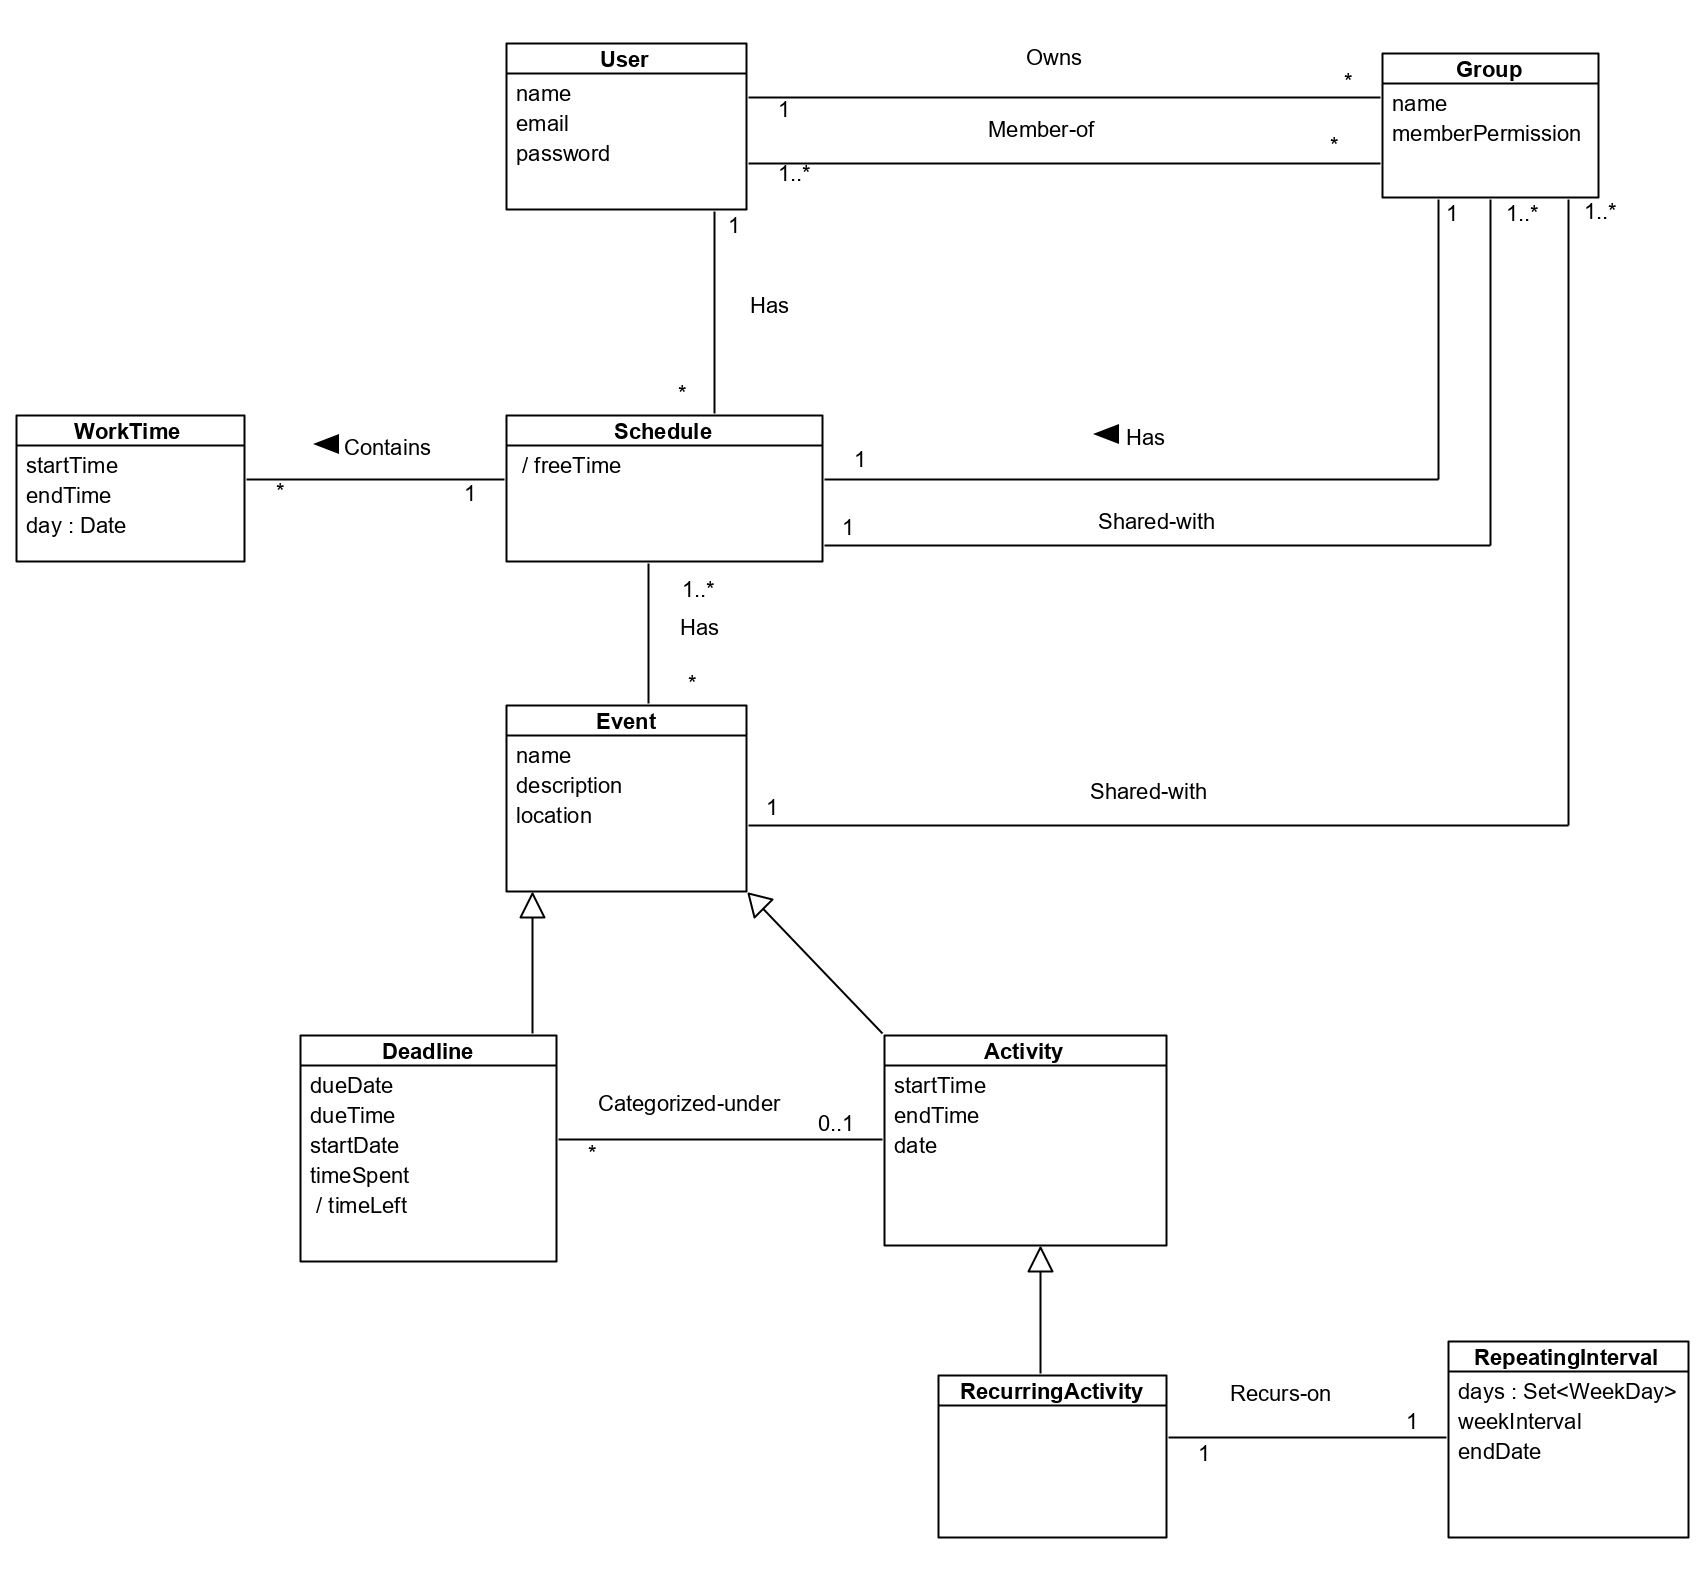 User
name
email
password
Owns
1
*
Member-of
1..*
*
Group
name
memberPermission
1
1..*
1..*
1
Has
*
WorkTime
startTime
endTime
day : Date
◀ Contains
*
1
Schedule
/ freeTime
◀ Has
1
Shared-with
1
1..*
Has
*
Event
name
description
location
Shared-with
1
Deadline
dueDate
dueTime
startDate
timeSpent
/ timeLeft
Categorized-under
0..1
*
Activity
startTime
endTime
date
RecurringActivity
Recurs-on
1
1
RepeatingInterval
days : Set<WeekDay>
weekInterval
endDate